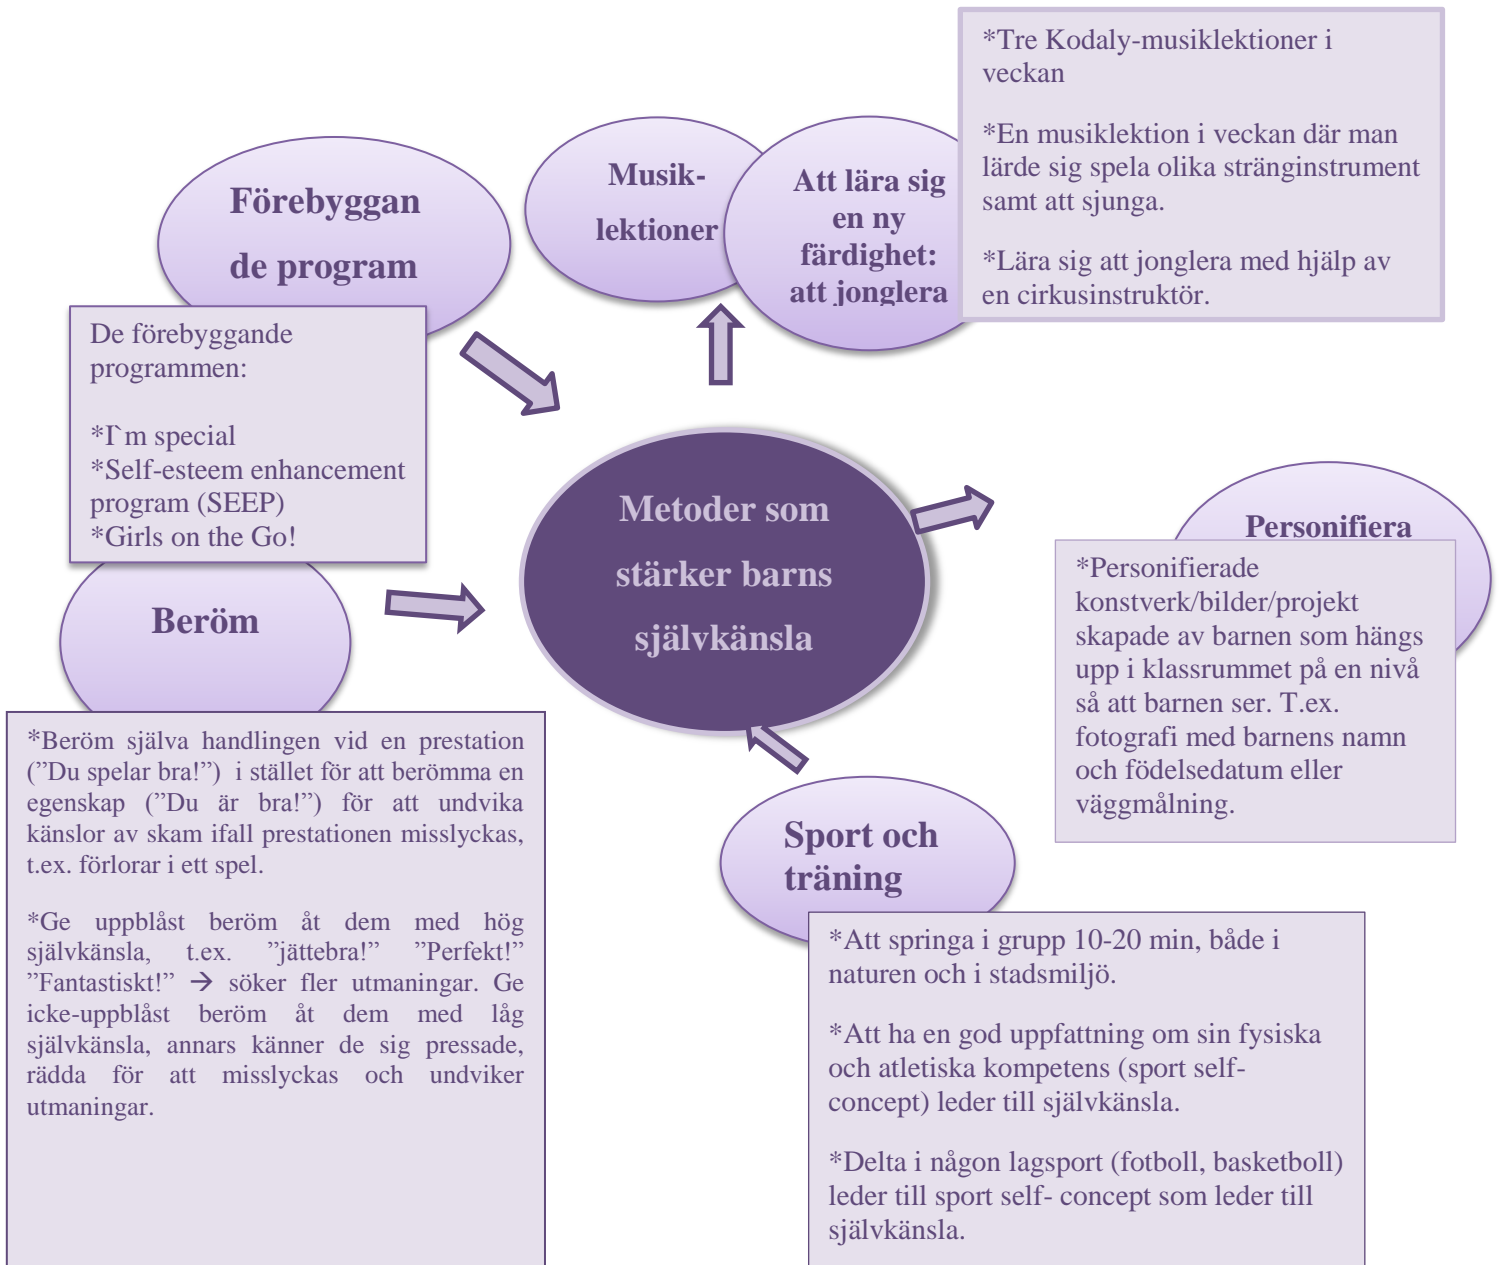 *Tre Kodaly-musiklektioner i
veckan
*En musiklektion i veckan där man
lärde sig spela olika stränginstrument
samt att sjunga.
*Lära sig att jonglera med hjälp av
en cirkusinstruktör.
Musik-
lektioner
Att lära sig
en ny
färdighet:
att jonglera
Förebyggan
de program
De förebyggande
programmen:
*I`m special
*Self-esteem enhancement
program (SEEP)
*Girls on the Go!
Metoder som
stärker barns
självkänsla
Personifiera
*Personifierade
konstverk/bilder/projekt
skapade av barnen som hängs
upp i klassrummet på en nivå
så att barnen ser. T.ex.
fotografi med barnens namn
och födelsedatum eller
väggmålning.
Beröm
*Beröm själva handlingen vid en prestation
(”Du spelar bra!”) i stället för att berömma en
egenskap (”Du är bra!”) för att undvika
känslor av skam ifall prestationen misslyckas,
t.ex. förlorar i ett spel.
*Ge uppblåst beröm åt dem med hög
självkänsla, t.ex. ”jättebra!” ”Perfekt!”
”Fantastiskt!” → söker fler utmaningar. Ge
icke-uppblåst beröm åt dem med låg
självkänsla, annars känner de sig pressade,
rädda för att misslyckas och undviker
utmaningar.
Sport och
träning
*Att springa i grupp 10-20 min, både i
naturen och i stadsmiljö.
*Att ha en god uppfattning om sin fysiska
och atletiska kompetens (sport self-
concept) leder till självkänsla.
*Delta i någon lagsport (fotboll, basketboll)
leder till sport self- concept som leder till
självkänsla.